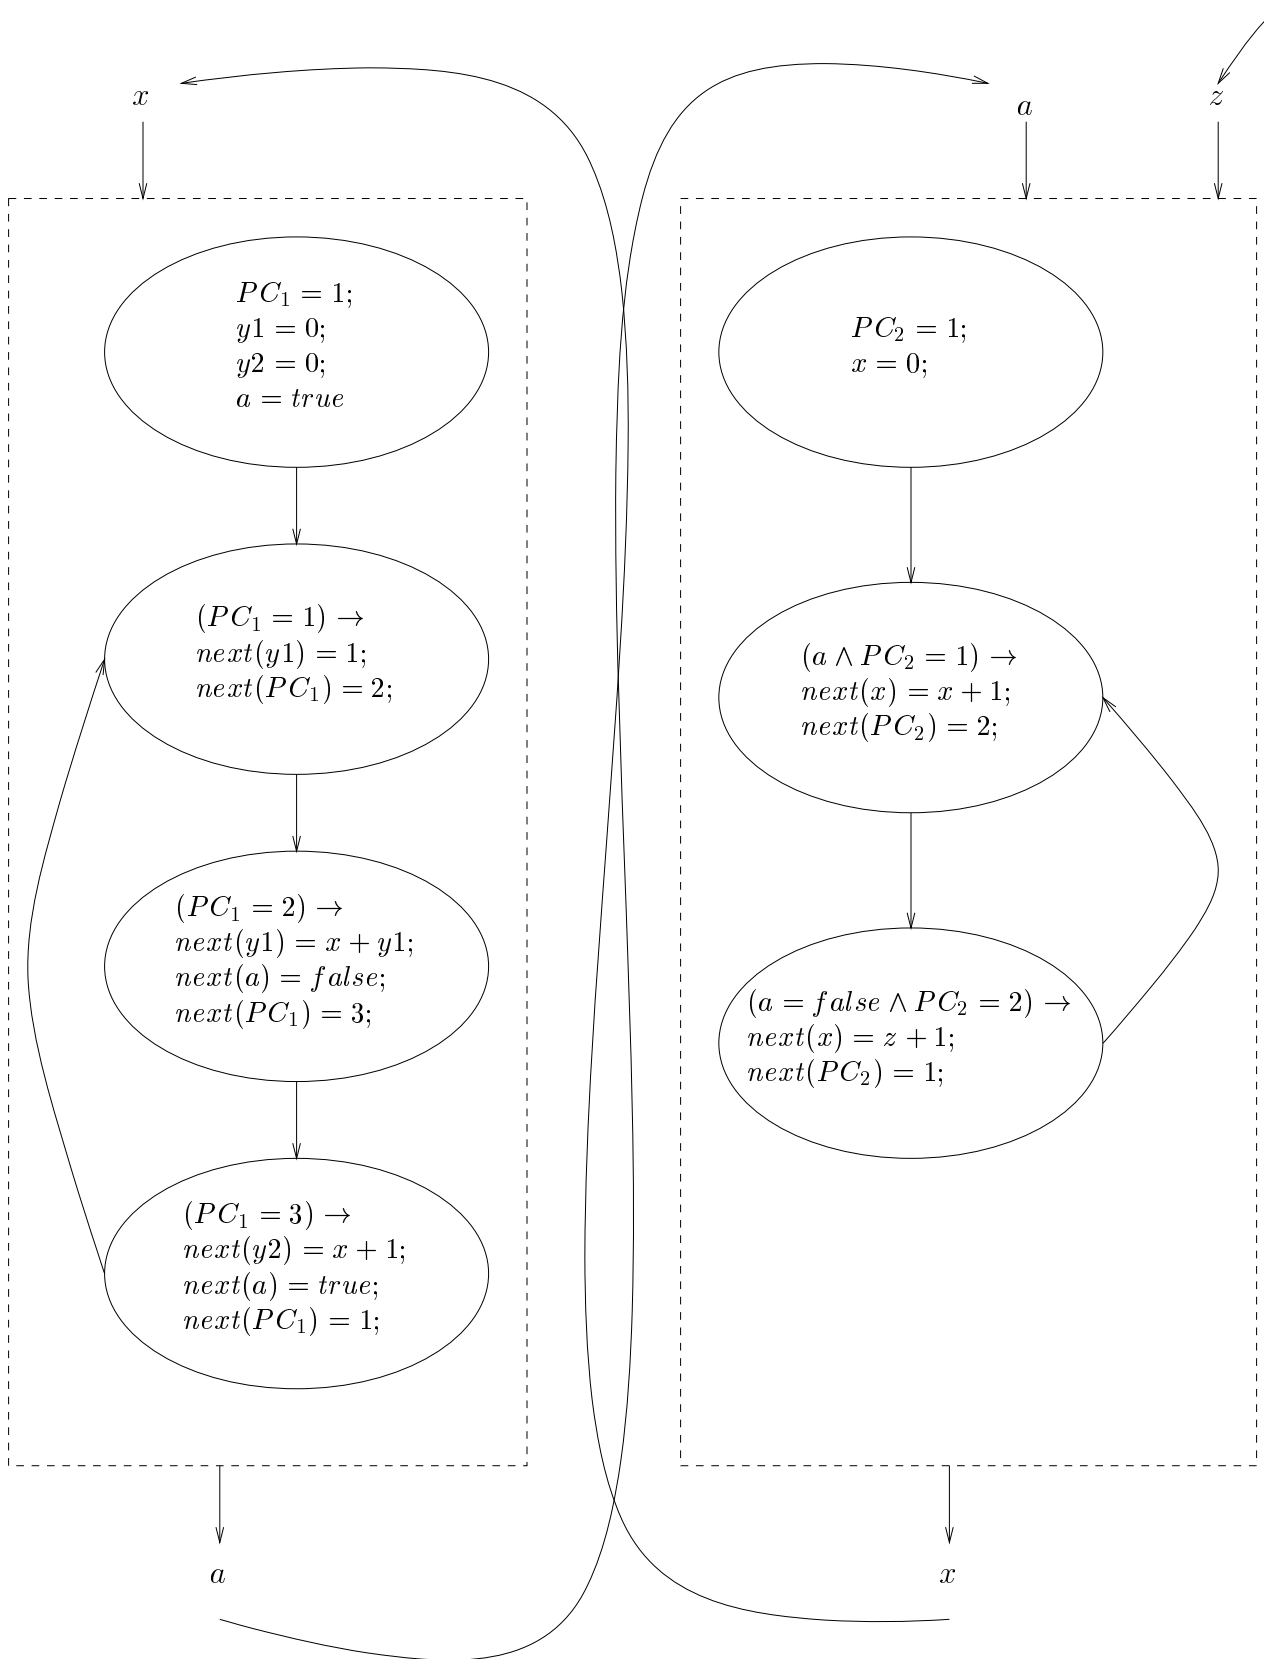 x
a
z
PC₁ = 1;
y1 = 0;
y2 = 0;
a = true
(PC₁ = 1) →
next(y1) = 1;
next(PC₁) = 2;
(PC₁ = 2) →
next(y1) = x + y1;
next(a) = false;
next(PC₁) = 3;
(PC₁ = 3) →
next(y2) = x + 1;
next(a) = true;
next(PC₁) = 1;
a
PC₂ = 1;
x = 0;
(a ∧ PC₂ = 1) →
next(x) = x + 1;
next(PC₂) = 2;
(a = false ∧ PC₂ = 2) →
next(x) = z + 1;
next(PC₂) = 1;
x